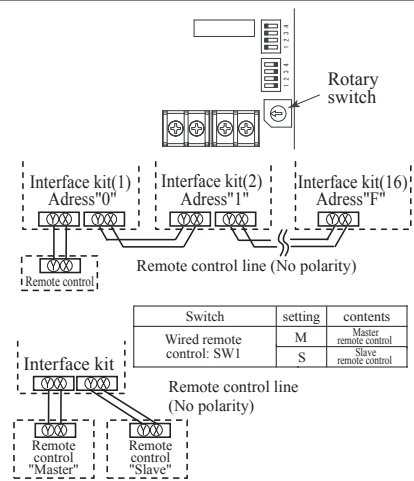 1 2 3 4
1 2 3 4
Rotary
switch
Interface kit(1)
Adress"0"
Interface kit(2)
Adress"1"
Interface kit(16)
Adress"F"
X Y X Y
X Y X Y
X Y
X Y
Remote control
Remote control line (No polarity)
Switch setting contents
Wired remote
control: SW1
M Master
remote control
S Slave
remote control
Interface kit
X Y X Y
Remote control line
(No polarity)
X Y
Remote
control
"Master"
X Y
Remote
control
"Slave"